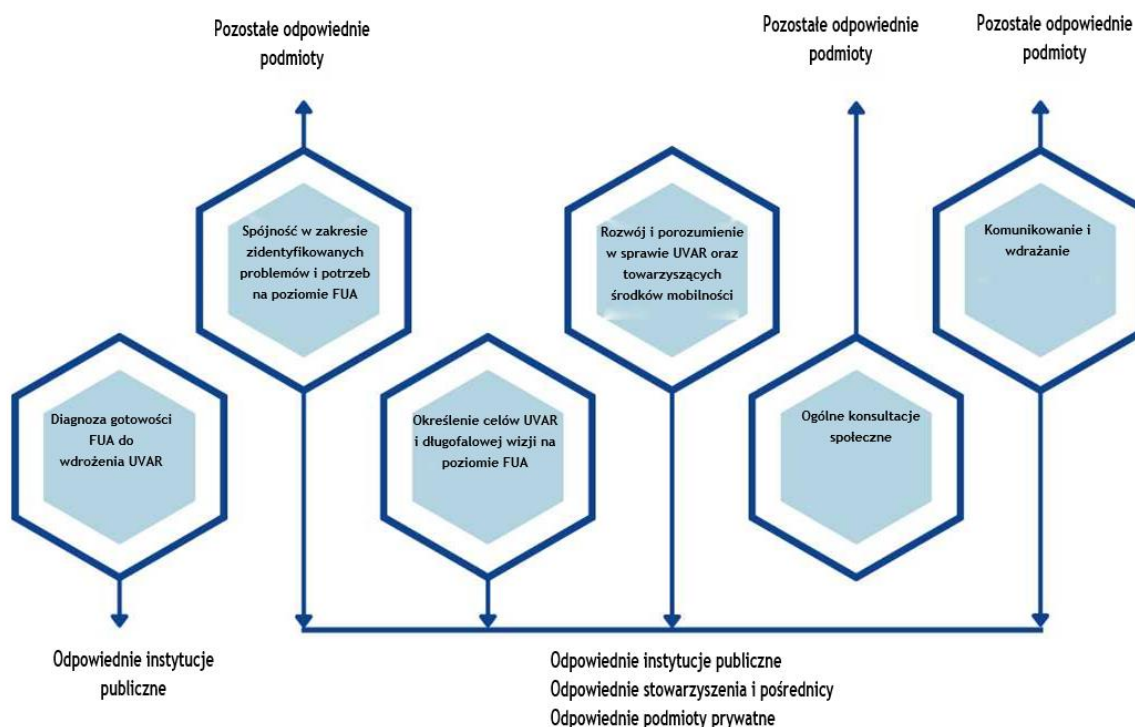 Pozostałe odpowiednie
podmioty
Pozostałe odpowiednie
podmioty
Pozostałe odpowiednie
podmioty
Spójność w zakresie
zidentyfikowanych
problemów i potrzeb
na poziomie FUA
Rozwój i porozumienie
w sprawie UVAR oraz
towarzyszących
środków mobilności
Komunikowanie i
wdrażanie
Diagnoza gotowości
FUA do
wdrożenia UVAR
Określenie celów UVAR
i długofalowej wizji na
poziomie FUA
Ogólne konsultacje
społeczne
Odpowiednie instytucje
publiczne
Odpowiednie instytucje publiczne
Odpowiednie stowarzyszenia i pośrednicy
Odpowiednie podmioty prywatne